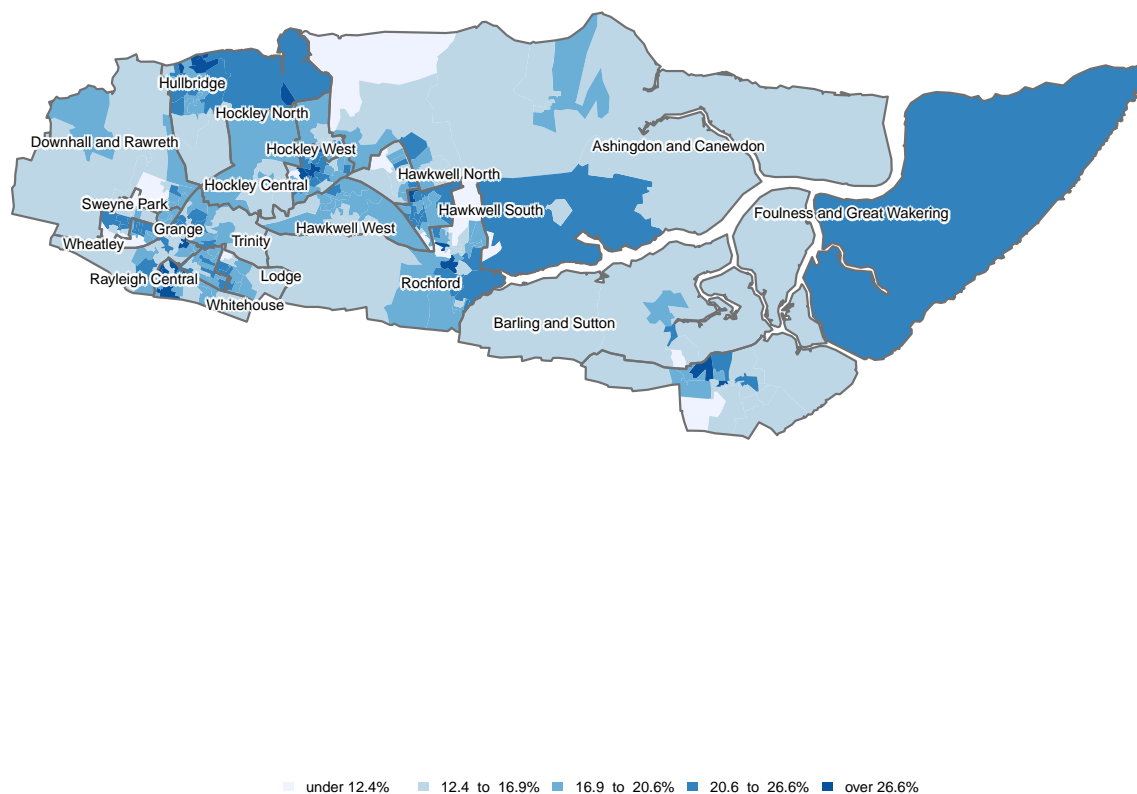 Hullbridge
Hockley North
Downhall and Rawreth
Hockley West
Ashingdon and Canewdon
Hawkwell North
Hockley Central
Sweyne Park
Hawkwell South
Foulness and Great Wakering
Grange
Hawkwell West
Trinity
Wheatley
Rayleigh Central
Lodge
Rochford
Whitehouse
Barling and Sutton
under 12.4% 12.4 to 16.9% 16.9 to 20.6% 20.6 to 26.6% over 26.6%